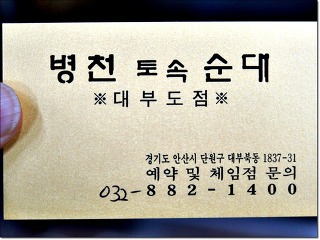 병천 토속 순대
※대부도점※
경기도 안산시 단원구 대부북동 1837-31
예약 및 체임점 문의
032-882-1400